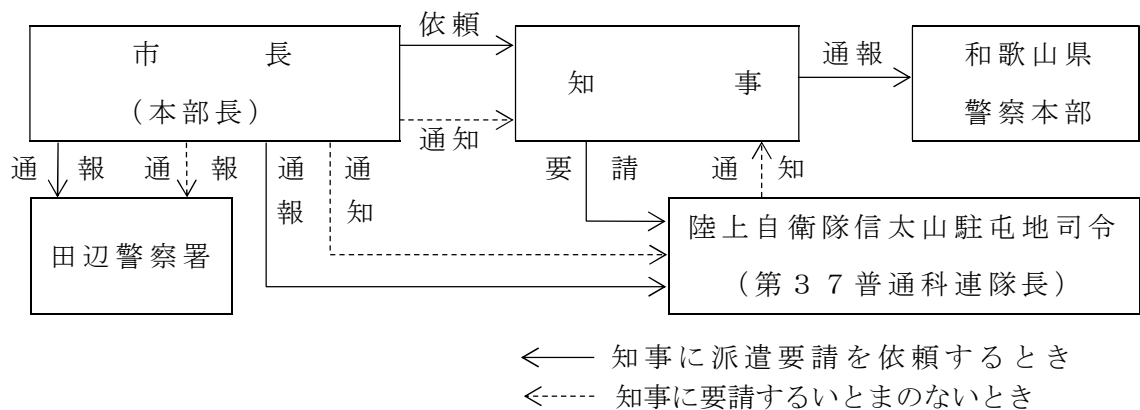 依頼
市長
(本部長)
知事
通報
和歌山県
警察本部
通知
通報
通報
通報
通知
要請
通知
田辺警察署
陸上自衛隊信太山駐屯地司令
(第37普通科連隊長)
知事に派遣要請を依頼するとき
知事に要請するいとまのないとき